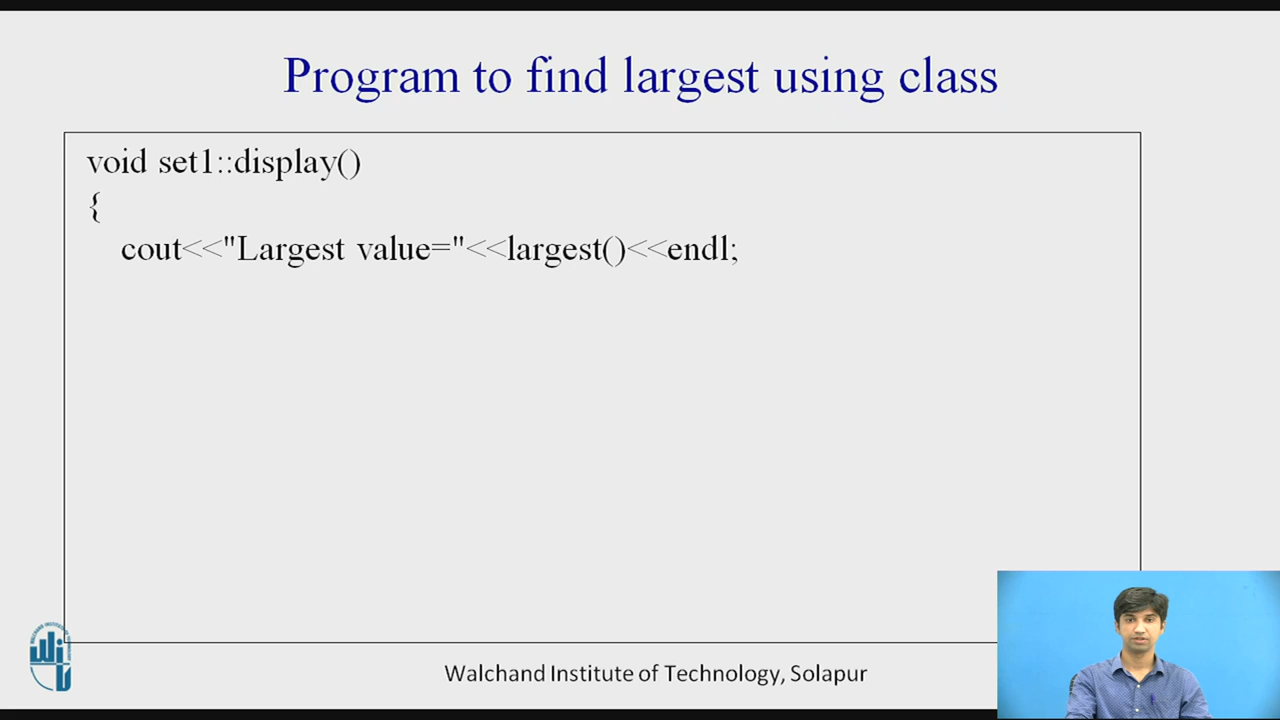 Program to find largest using class
void set1::display()
{
cout<<"Largest value="<<largest()<<endl;
Walchand Institute of Technology, Solapur